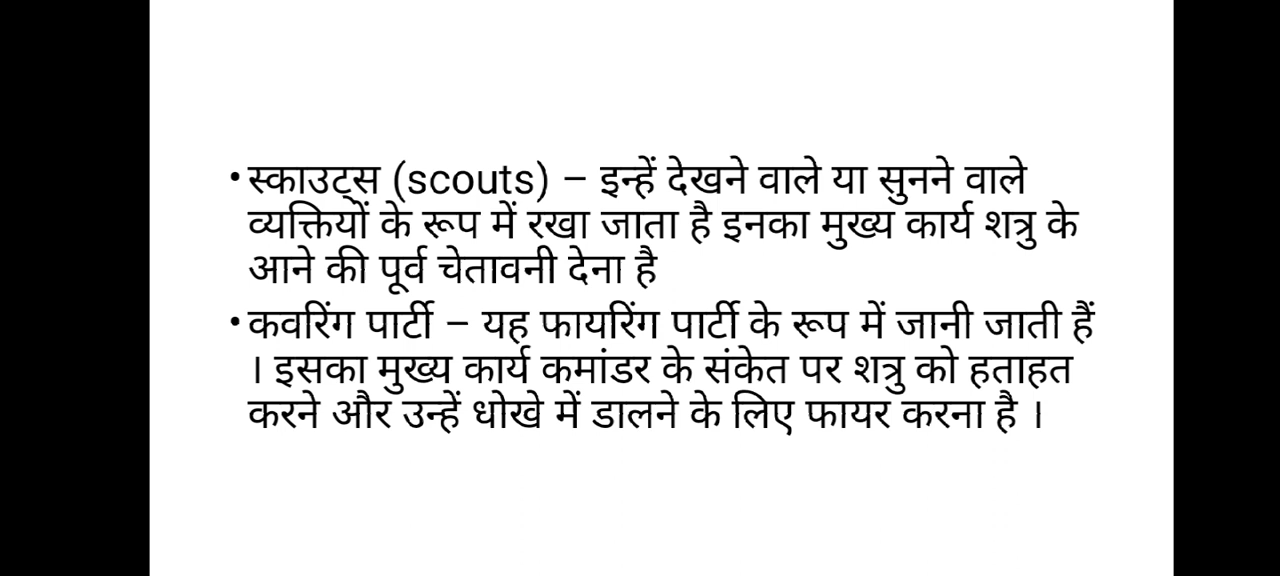 •स्काउट्स (scouts) – इन्हें देखने वाले या सुनने वाले
व्यक्तियों के रूप में रखा जाता है इनका मुख्य कार्य शत्रु के
आने की पूर्व चेतावनी देना है
•कवरिंग पार्टी – यह फायरिंग पार्टी के रूप में जानी जाती हैं
। इसका मुख्य कार्य कमांडर के संकेत पर शत्रु को हताहत
करने और उन्हें धोखे में डालने के लिए फायर करना है ।